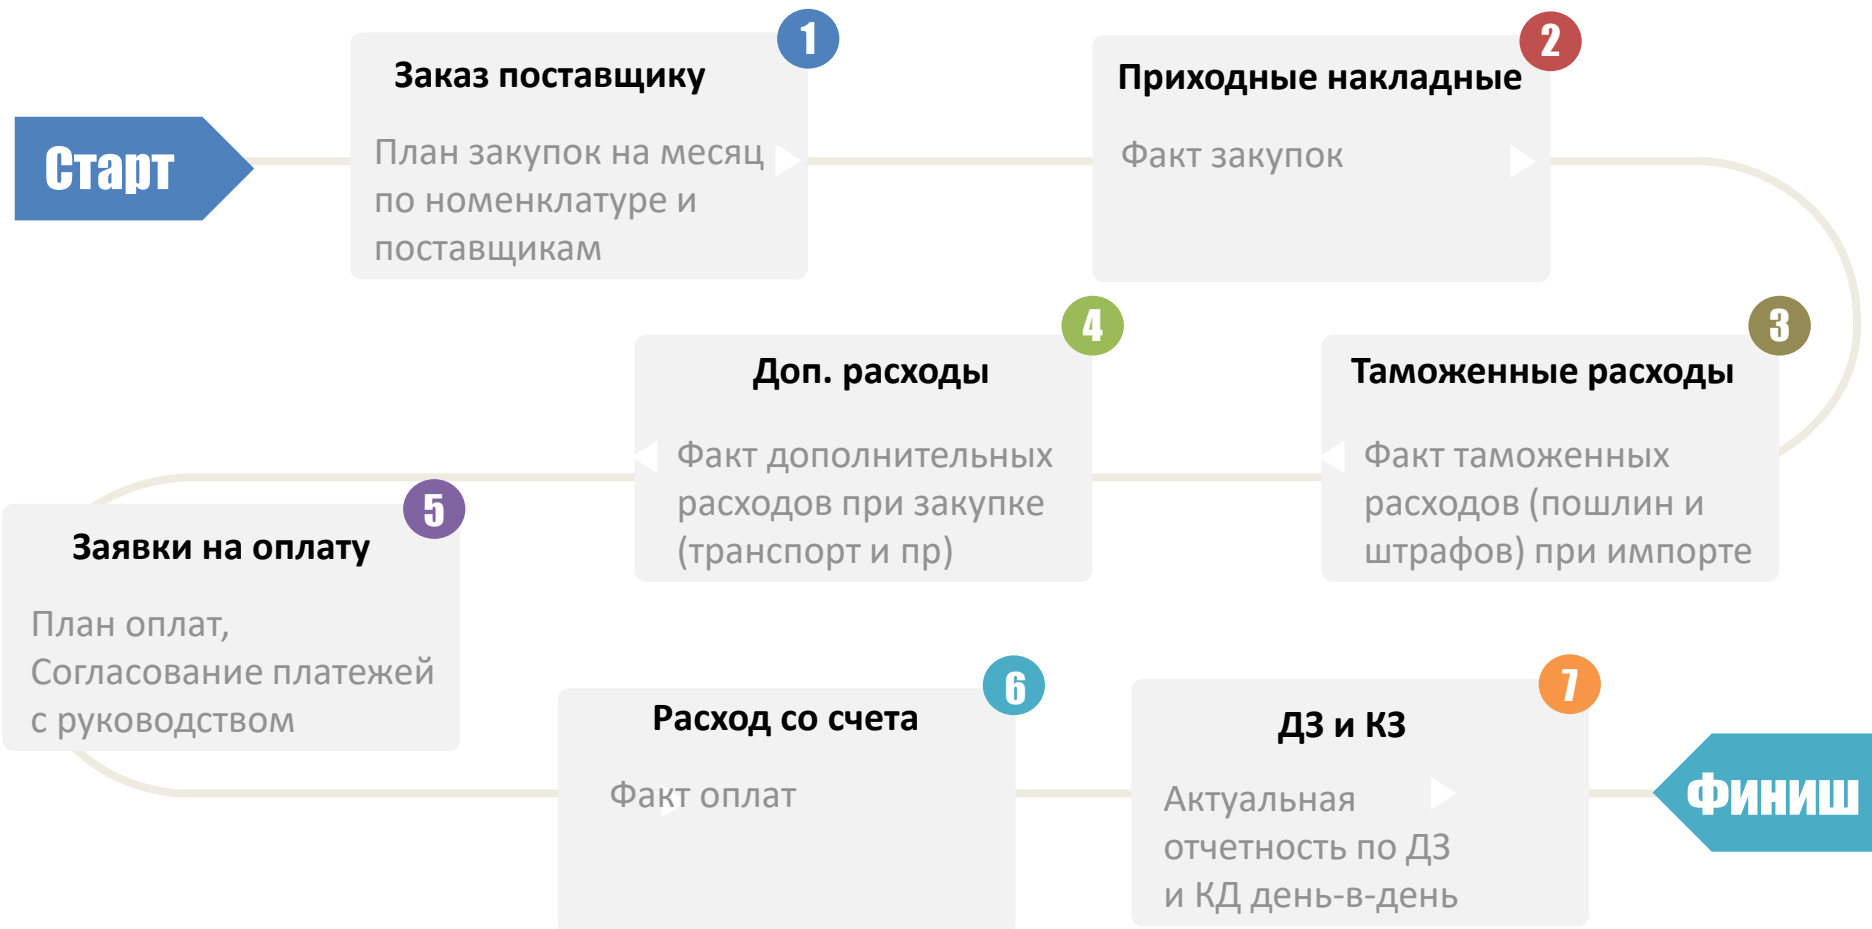 Старт
1
Заказ поставщику
План закупок на месяц
по номенклатуре и
поставщикам
2
Приходные накладные
Факт закупок
3
Таможенные расходы
Факт таможенных
расходов (пошлин и
штрафов) при импорте
4
Доп. расходы
Факт дополнительных
расходов при закупке
(транспорт и пр)
5
Заявки на оплату
План оплат,
Согласование платежей
с руководством
6
Расход со счета
Факт оплат
7
ДЗ и КЗ
Актуальная
отчетность по ДЗ
и КД день-в-день
Финиш